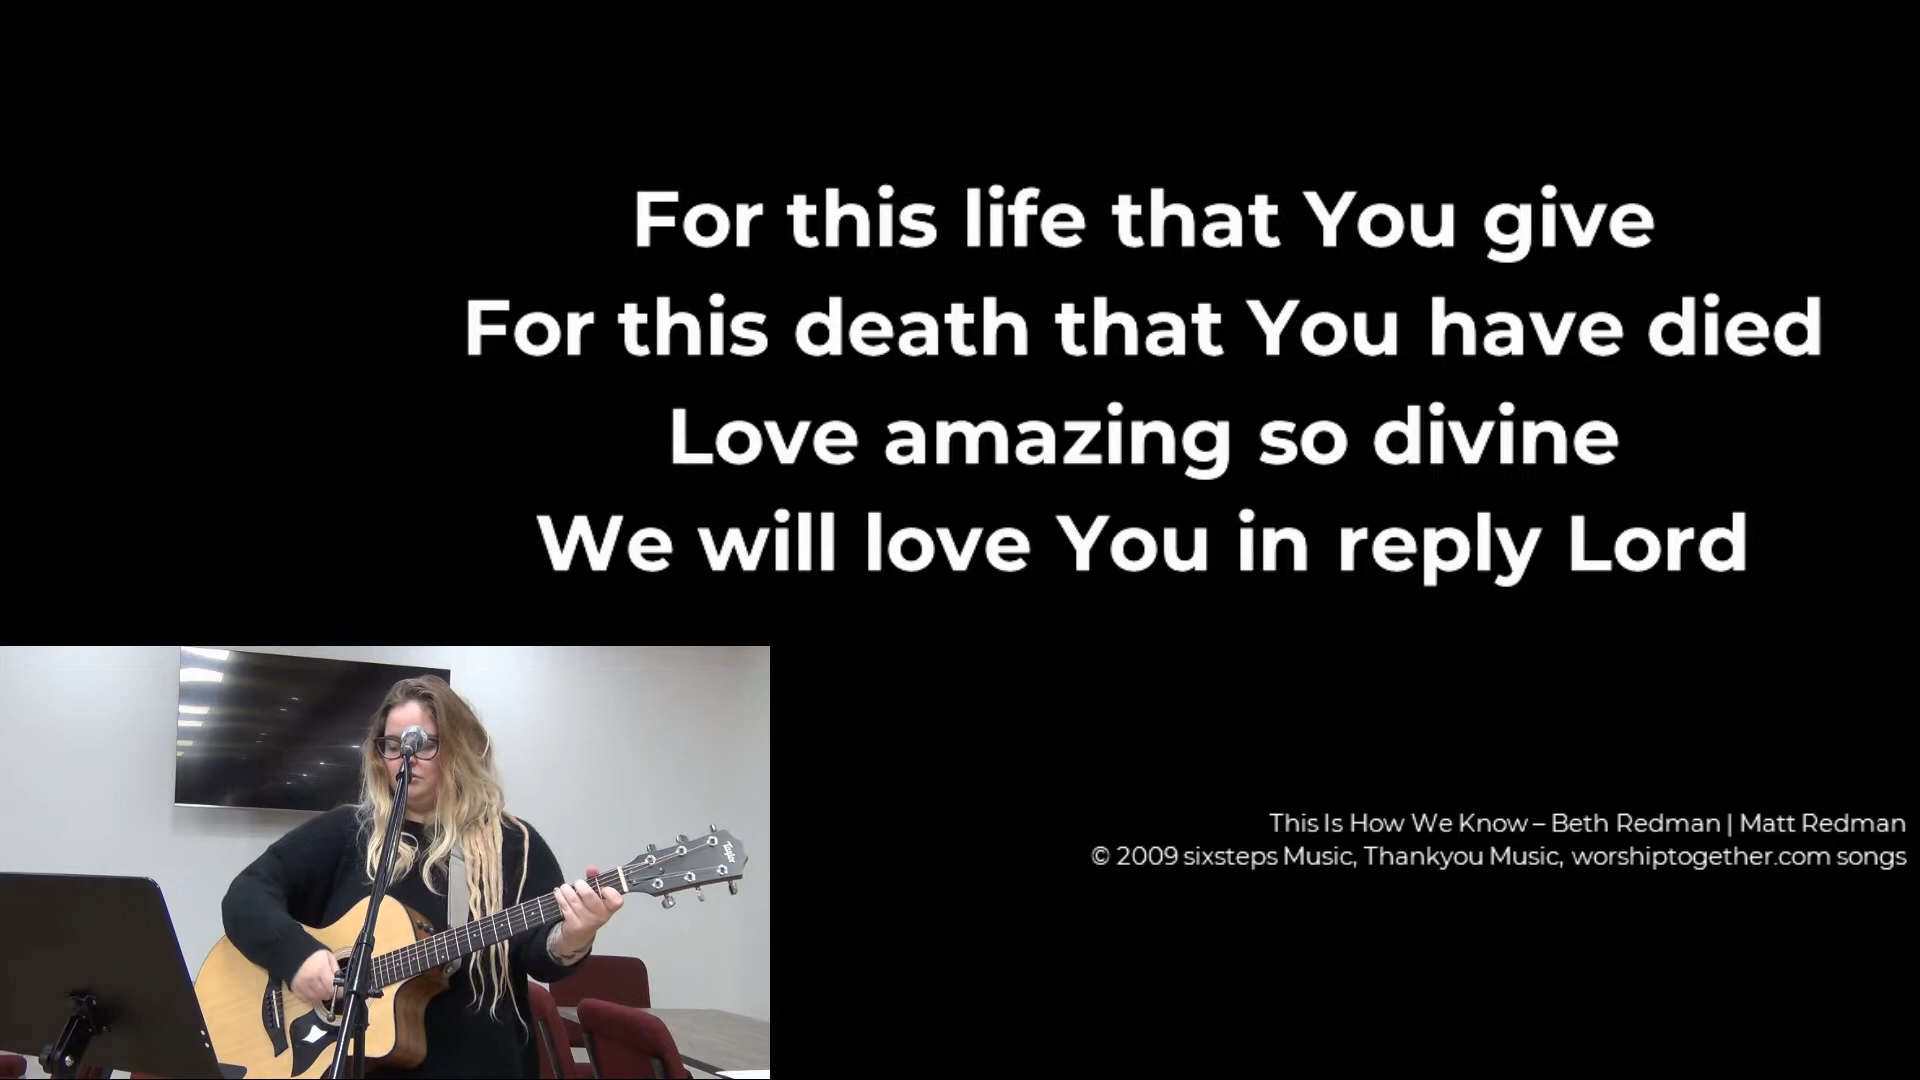 For this life that You give
For this death that You have died
Love amazing so divine
We will love You in reply Lord
This Is How We Know – Beth Redman | Matt Redman
© 2009 sixsteps Music, Thankyou Music, worshiptogether.com songs
Taylor